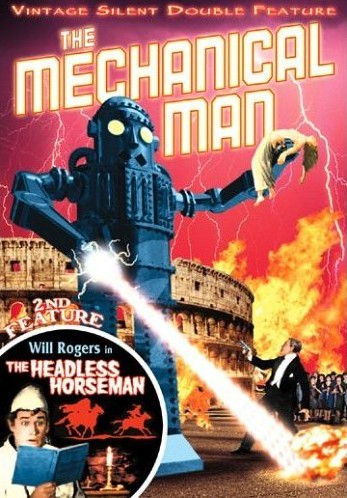 VINTAGE SILENT DOUBLE FEATURE
THE
MECHANICAL
MAN
2ND
FEATURE
Will Rogers in
THE HEADLESS
HORSEMAN